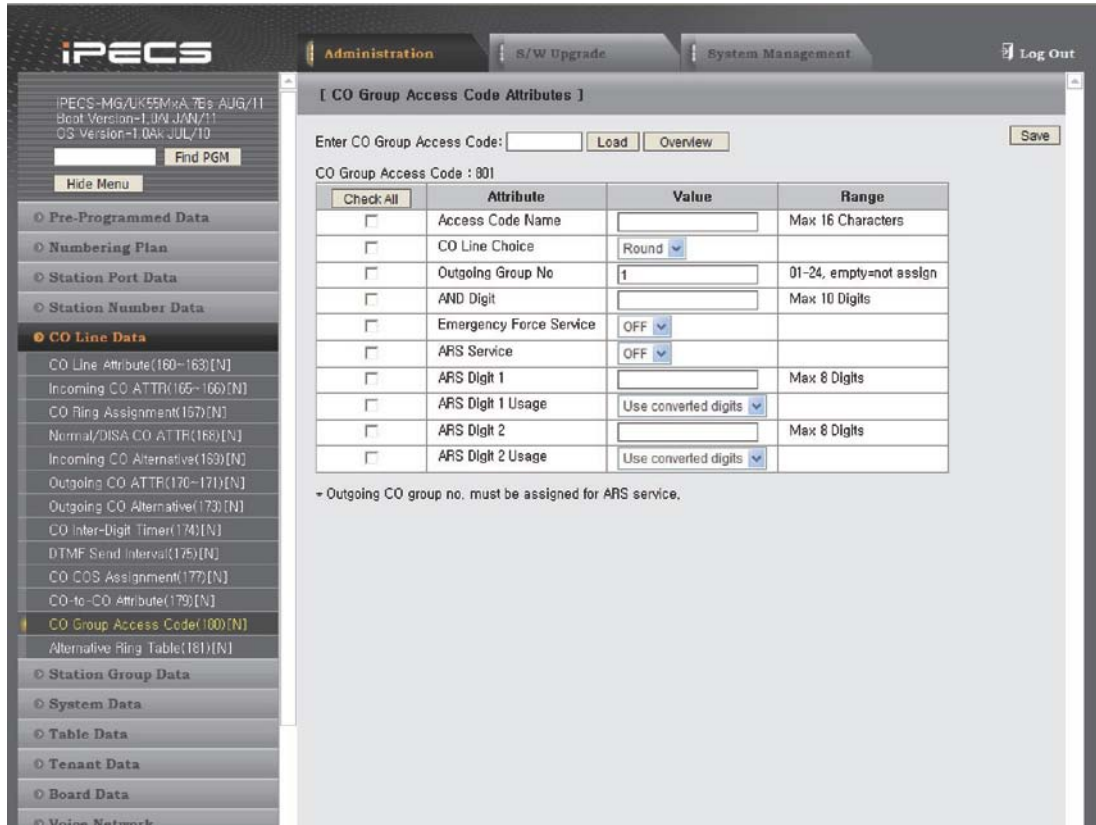 iPECS
Administration
S/W Upgrade
System Management
Log Out
iPECS-MG/UK55MxA.7Bs AUG/11
Boot Version-1.0Al JAN/11
OS Version-1.0Ak JUL/10
Find PGM
Hide Menu
Pre-Programmed Data
Numbering Plan
Station Port Data
Station Number Data
CO Line Data
CO Line Attribute(160~163)[N]
Incoming CO ATTR(165~166)[N]
CO Ring Assignment(167)[N]
Normal/DISA CO ATTR(168)[N]
Incoming CO Alternative(169)[N]
Outgoing CO ATTR(170~171)[N]
Outgoing CO Alternative(173)[N]
CO Inter-Digit Timer(174)[N]
DTMF Send Interval(175)[N]
CO COS Assignment(177)[N]
CO-to-CO Attribute(179)[N]
CO Group Access Code(180)[N]
Alternative Ring Table(181)[N]
Station Group Data
System Data
Table Data
Tenant Data
Board Data
Voice Network
[ CO Group Access Code Attributes ]
Enter CO Group Access Code: Load Overview Save
CO Group Access Code : 801
Check All Attribute Value Range
Access Code Name Max 16 Characters
CO Line Choice Round
Outgoing Group No 1 01-24, empty=not assign
AND Digit Max 10 Digits
Emergency Force Service OFF
ARS Service OFF
ARS Digit 1 Max 8 Digits
ARS Digit 1 Usage Use converted digits
ARS Digit 2 Max 8 Digits
ARS Digit 2 Usage Use converted digits
- Outgoing CO group no. must be assigned for ARS service.